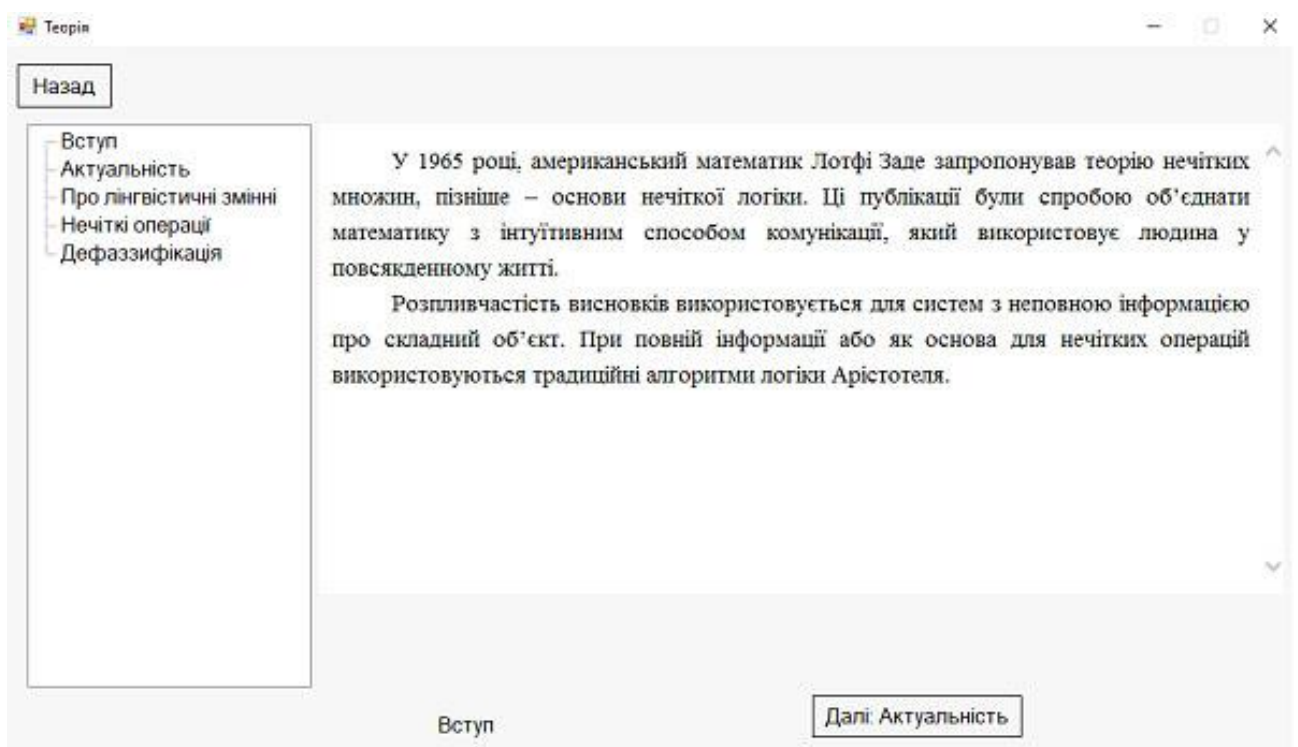 Теорія
Назад
Вступ
Актуальність
Про лінгвістичні змінні
Нечіткі операції
Дефаззифікація
У 1965 році, американський математик Лотфі Заде запропонував теорію нечітких
множин, пізніше – основи нечіткої логіки. Ці публікації були спробою об’єднати
математику з інтуїтивним способом комунікації, який використовує людина у
повсякденному житті.
Розпливчастість висновків використовується для систем з неповною інформацією
про складний об’єкт. При повній інформації або як основа для нечітких операцій
використовуються традиційні алгоритми логіки Арістотеля.
Вступ
Далі: Актуальність